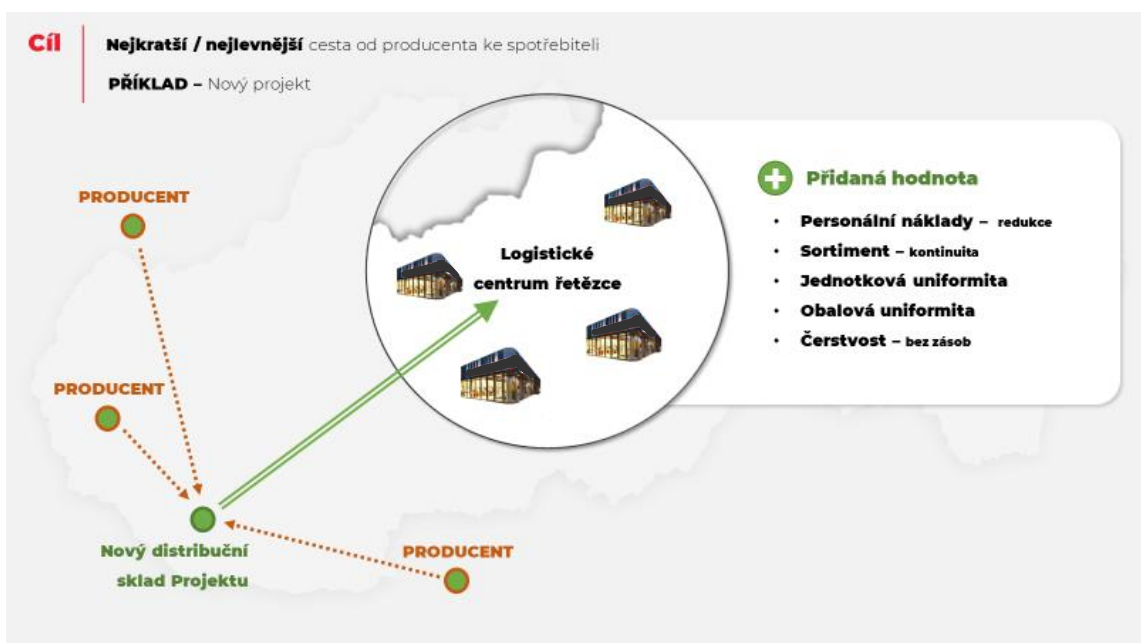 Cíl
Nejkratší / nejlevnější cesta od producenta ke spotřebiteli
PŘÍKLAD – Nový projekt
PRODUCENT
Logistické
centrum řetězce
Přidaná hodnota
• Personální náklady – redukce
• Sortiment – kontinuita
• Jednotková uniformita
• Obalová uniformita
• Čerstvost – bez zásob
PRODUCENT
Nový distribuční
sklad Projektu
PRODUCENT